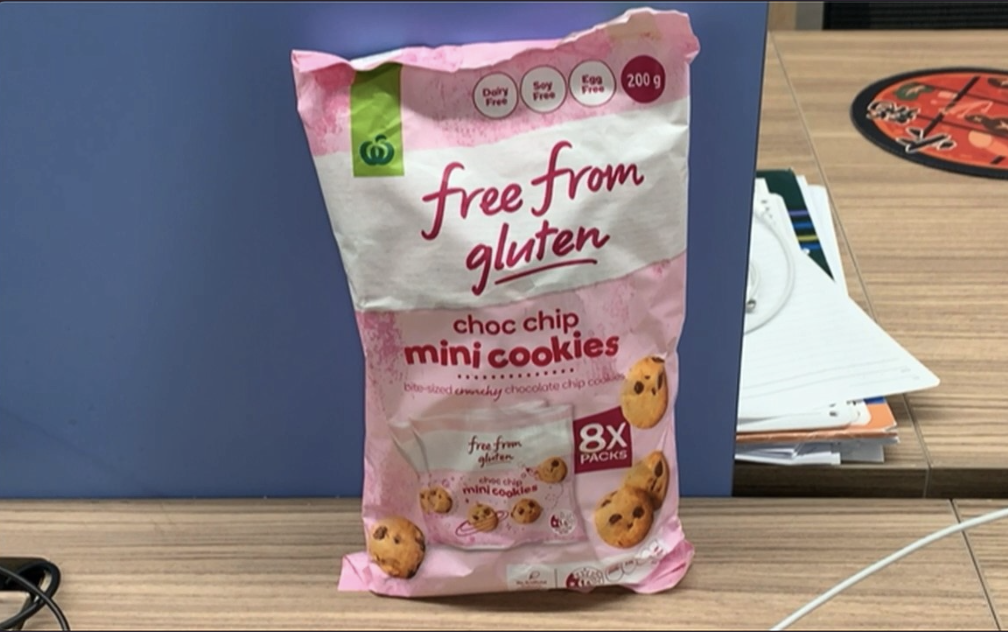 Dairy Free
Soy Free
Egg Free
200 g
free from
gluten
choc chip
mini cookies
bite-sized crunchy chocolate chip cookies
8X
PACKS
free from
gluten
choc chip
mini cookies